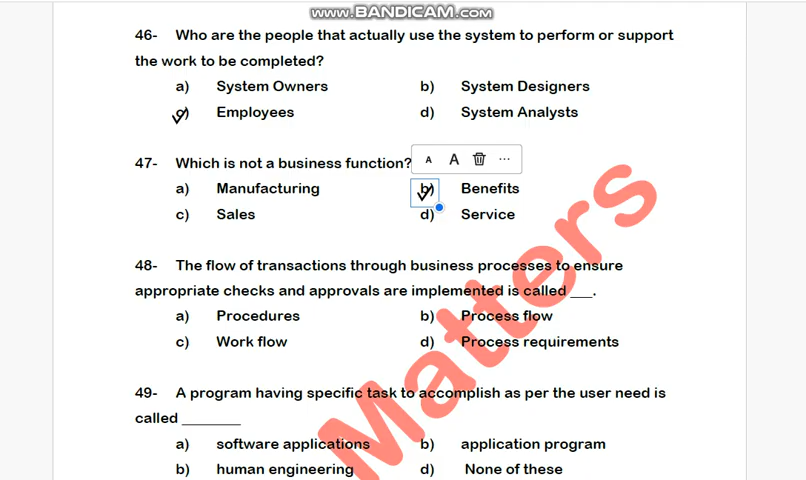 www.BANDICAM.com
46- Who are the people that actually use the system to perform or support
the work to be completed?
a) System Owners b) System Designers
c) Employees d) System Analysts
A A ...
47- Which is not a business function?
a) Manufacturing b) Benefits
c) Sales d) Service
48- The flow of transactions through business processes to ensure
appropriate checks and approvals are implemented is called ___.
a) Procedures b) Process flow
c) Work flow d) Process requirements
49- A program having specific task to accomplish as per the user need is
called ________
a) software applications b) application program
b) human engineering d) None of these
Matters